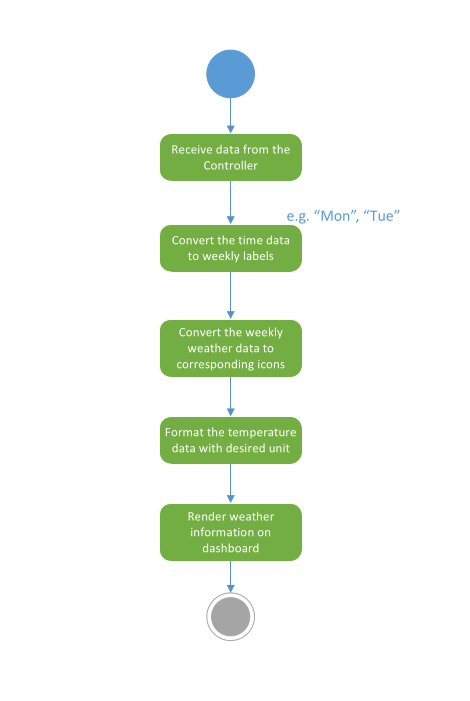 Receive data from the
Controller
e.g. “Mon”, “Tue”
Convert the time data
to weekly labels
Convert the weekly
weather data to
corresponding icons
Format the temperature
data with desired unit
Render weather
information on
dashboard